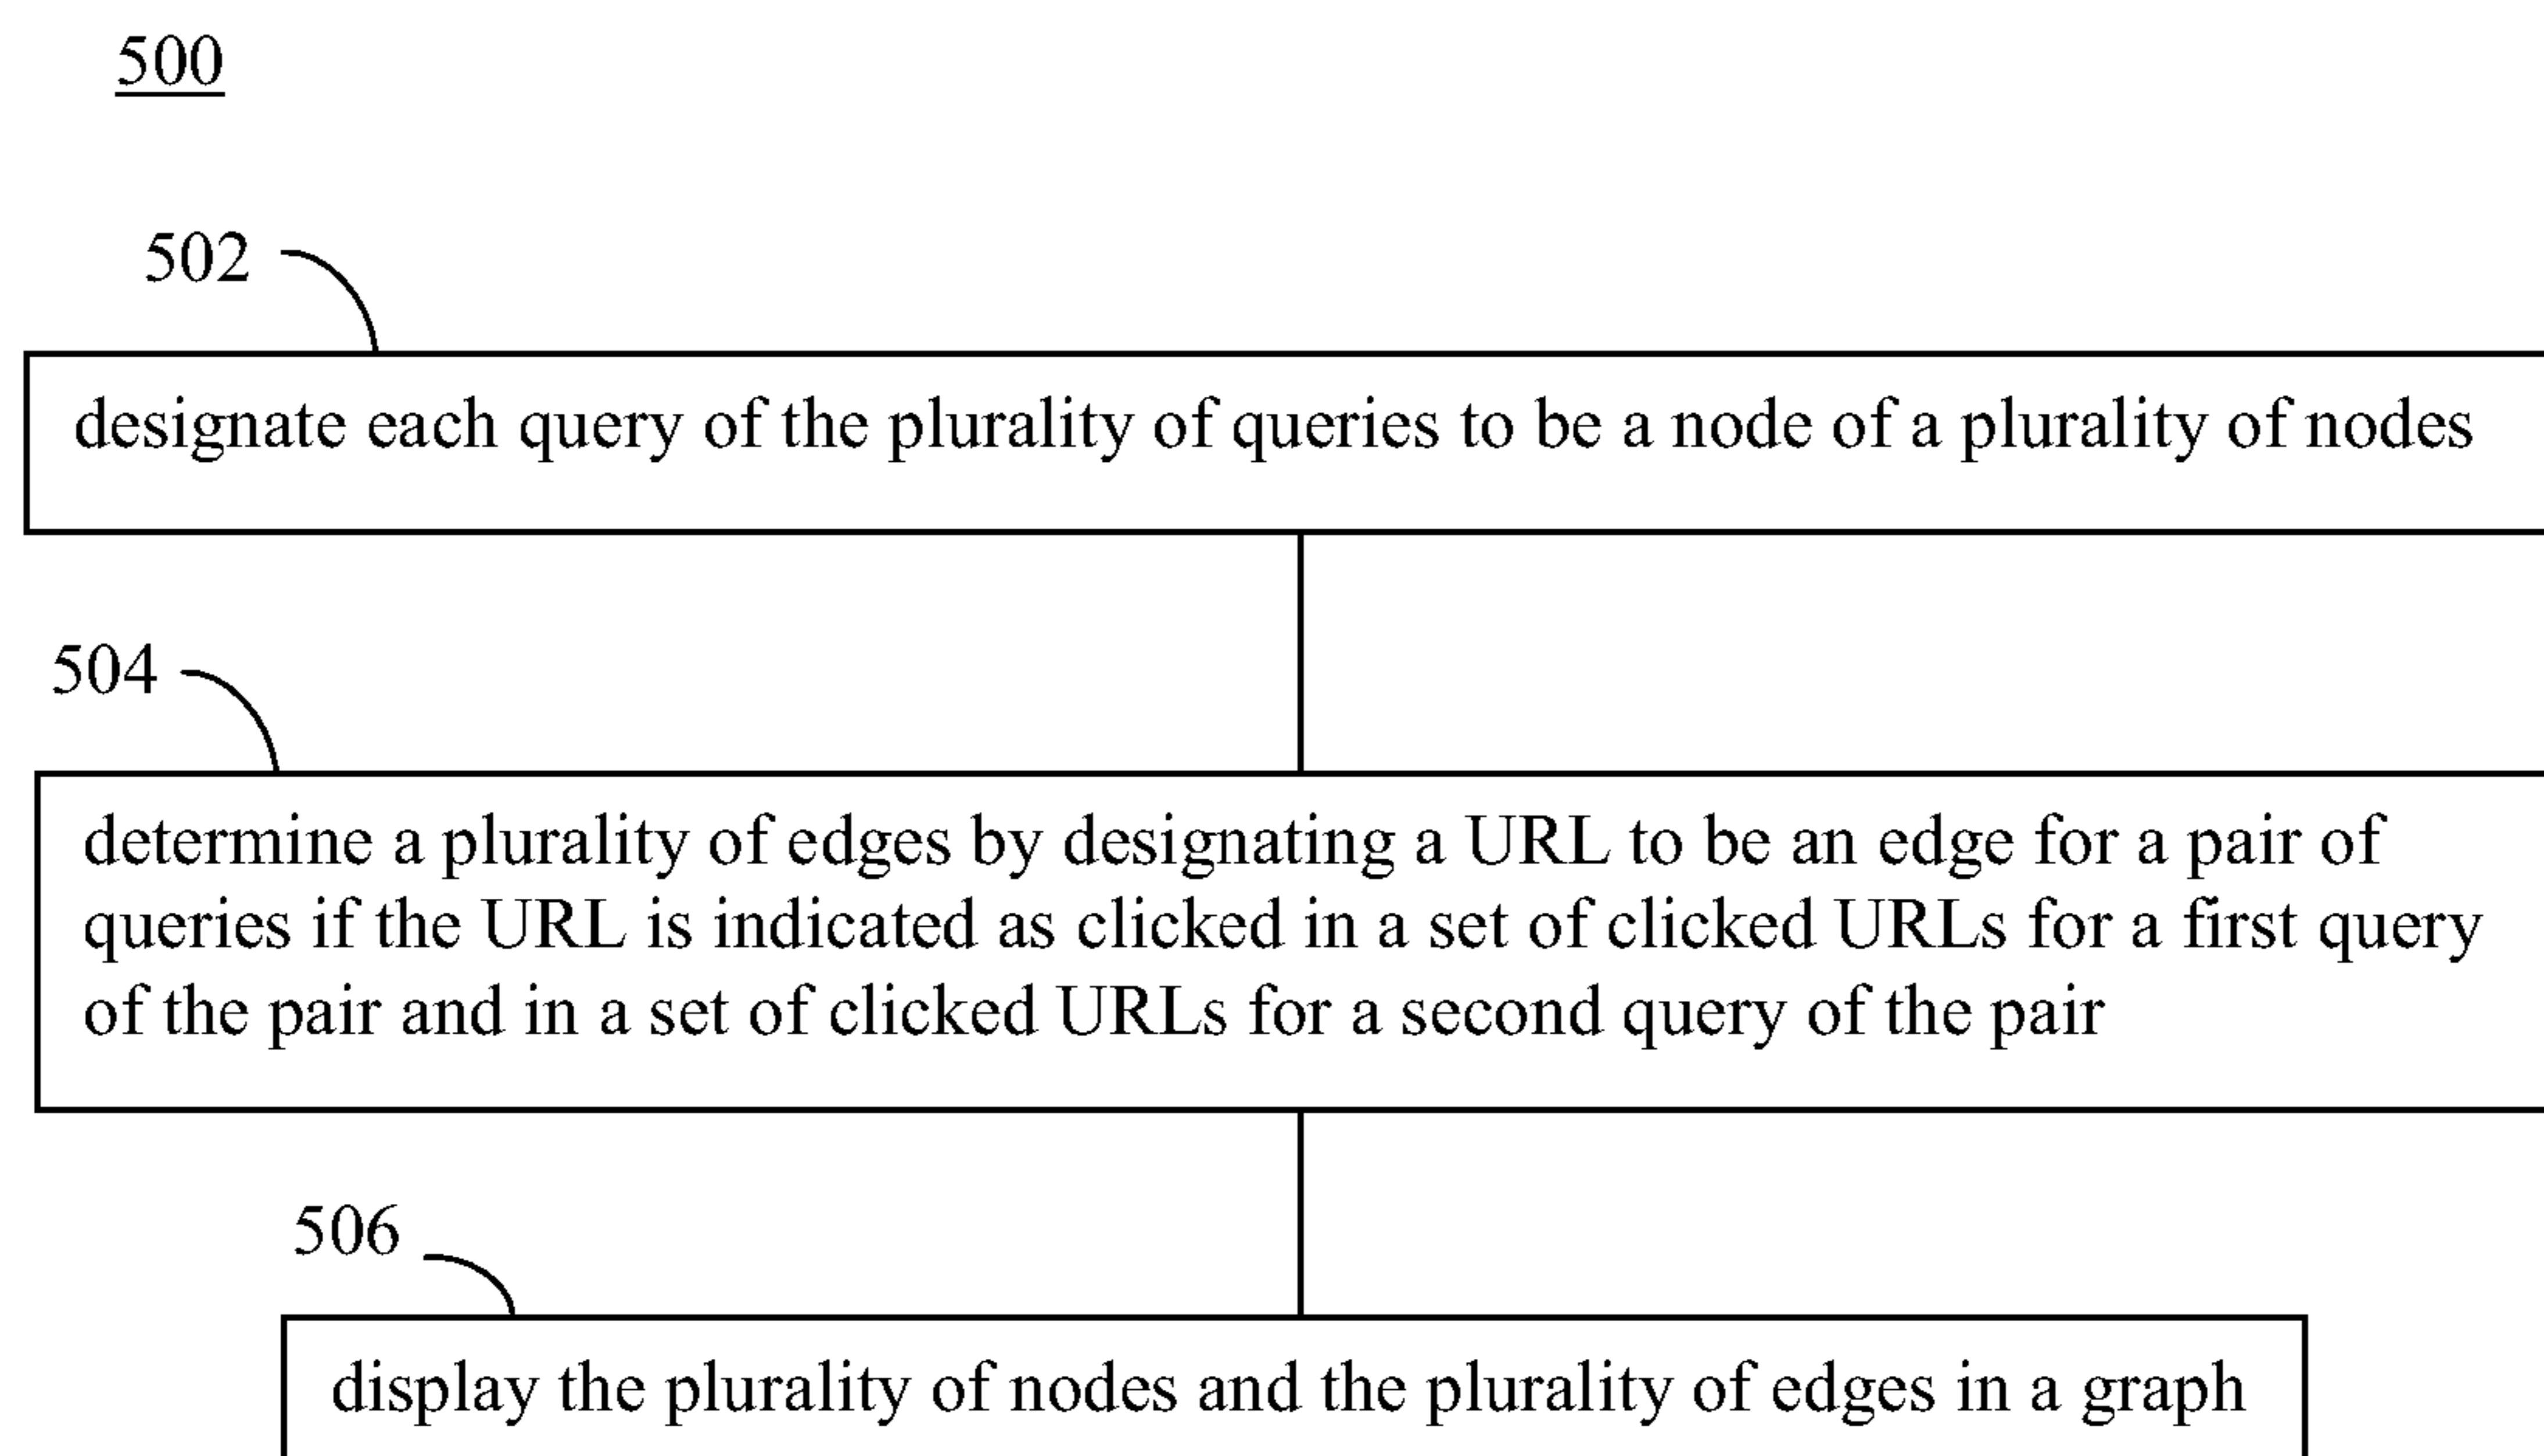 500
502
designate each query of the plurality of queries to be a node of a plurality of nodes
504
determine a plurality of edges by designating a URL to be an edge for a pair of
queries if the URL is indicated as clicked in a set of clicked URLs for a first query
of the pair and in a set of clicked URLs for a second query of the pair
506
display the plurality of nodes and the plurality of edges in a graph